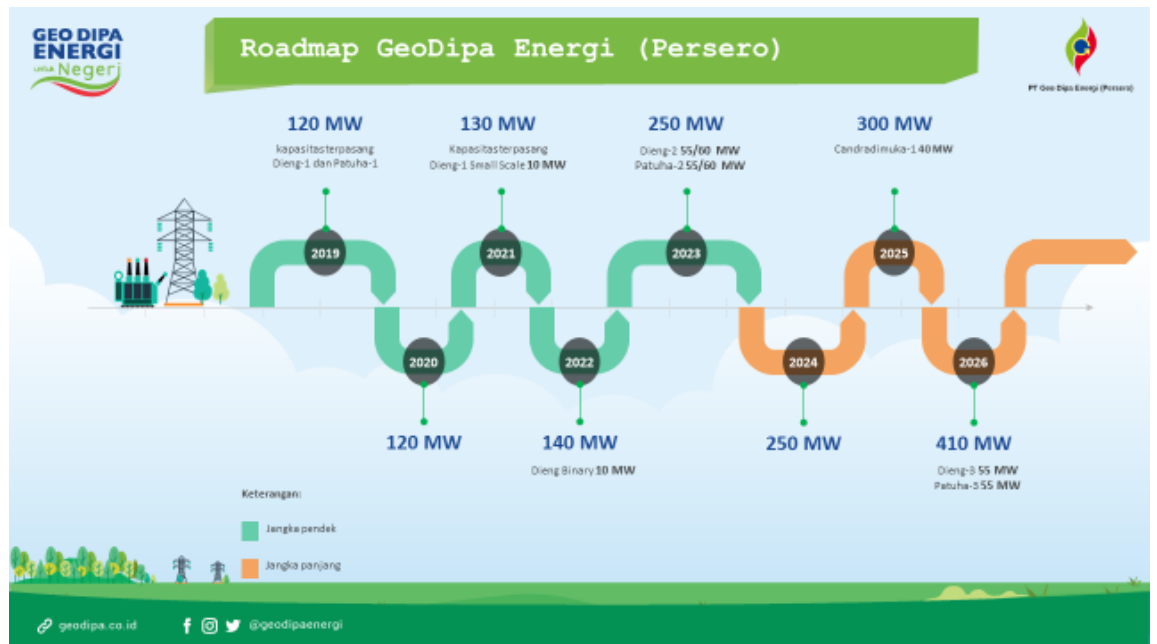 GEO DIPA
ENERGI
untuk Negeri
Roadmap GeoDipa Energi (Persero)
PT Geo Dipa Energi (Persero)
120 MW
kapasitasterpasang
Dieng-1 dan Patuha-1
130 MW
Kapasitasterpasang
Dieng-1 Small Scale 10 MW
250 MW
Dieng-2 55/60 MW
Patuha-2 55/60 MW
300 MW
Candradimuka-1 40 MW
2019
2021
2023
2025
2020
2022
2024
2026
120 MW
140 MW
Dieng Binary 10 MW
250 MW
410 MW
Dieng-3 55 MW
Patuha-3 55 MW
Keterangan:
Jangka pendek
Jangka panjang
geodipa.co.id
@geodipaenergi